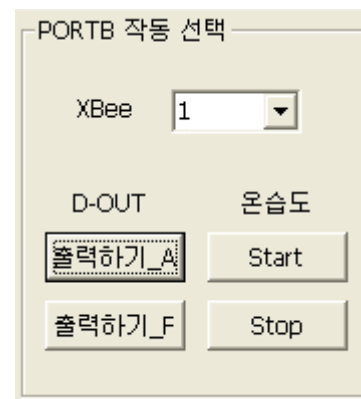 PORTB 작동 선택
XBee 1
D-OUT 온습도
출력하기_A Start
출력하기_F Stop